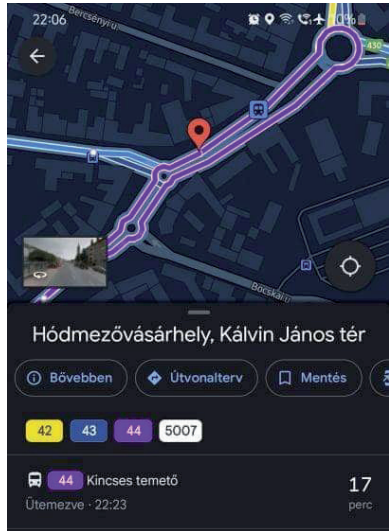 22:06 10%
Bercsényi u.
430
Bocskai u.
Hódmezővásárhely, Kálvin János tér
Bővebben Útvonalterv Mentés
42 43 44 5007
44 Kincses temető 17
Ütemezve · 22:23 perc